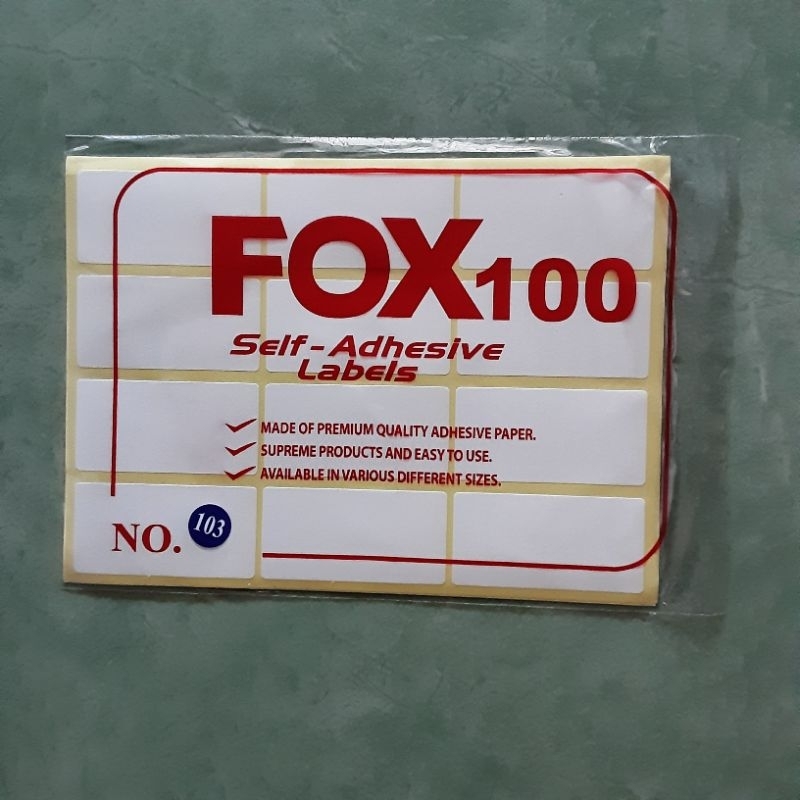 FOX100
Self-Adhesive
Labels
MADE OF PREMIUM QUALITY ADHESIVE PAPER.
SUPREME PRODUCTS AND EASY TO USE.
AVAILABLE IN VARIOUS DIFFERENT SIZES.
NO. 103